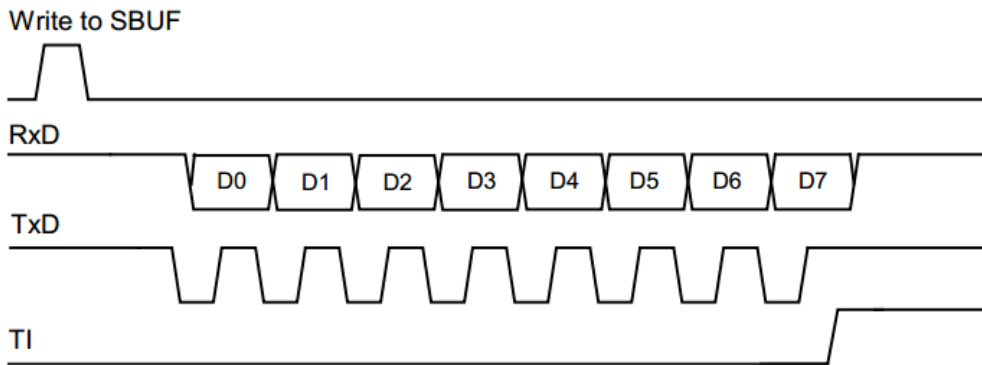 Write to SBUF
RxD
D0 D1 D2 D3 D4 D5 D6 D7
TxD
TI